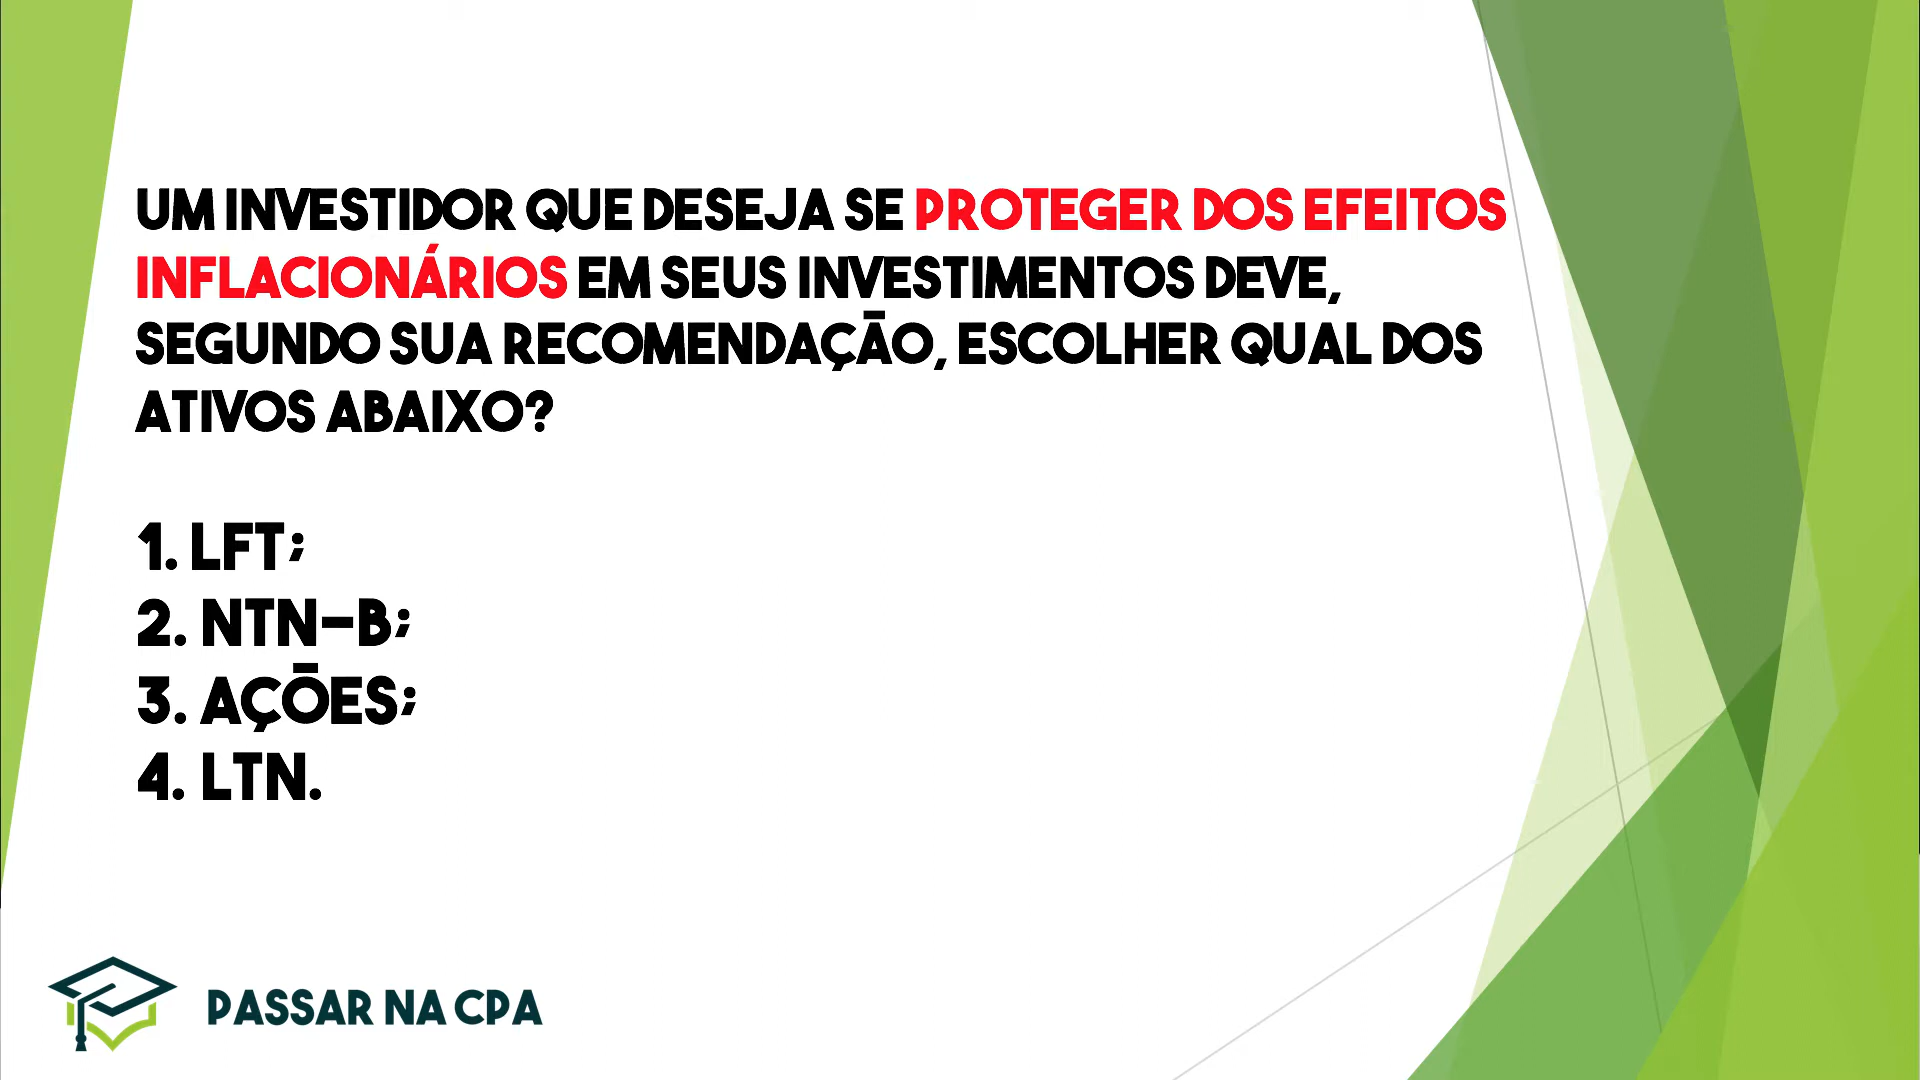 UM INVESTIDOR QUE DESEJA SE PROTEGER DOS EFEITOS
INFLACIONÁRIOS EM SEUS INVESTIMENTOS DEVE,
SEGUNDO SUA RECOMENDAÇÃO, ESCOLHER QUAL DOS
ATIVOS ABAIXO?
1. LFT;
2. NTN-B;
3. AÇÕES;
4. LTN.
PASSAR NA CPA